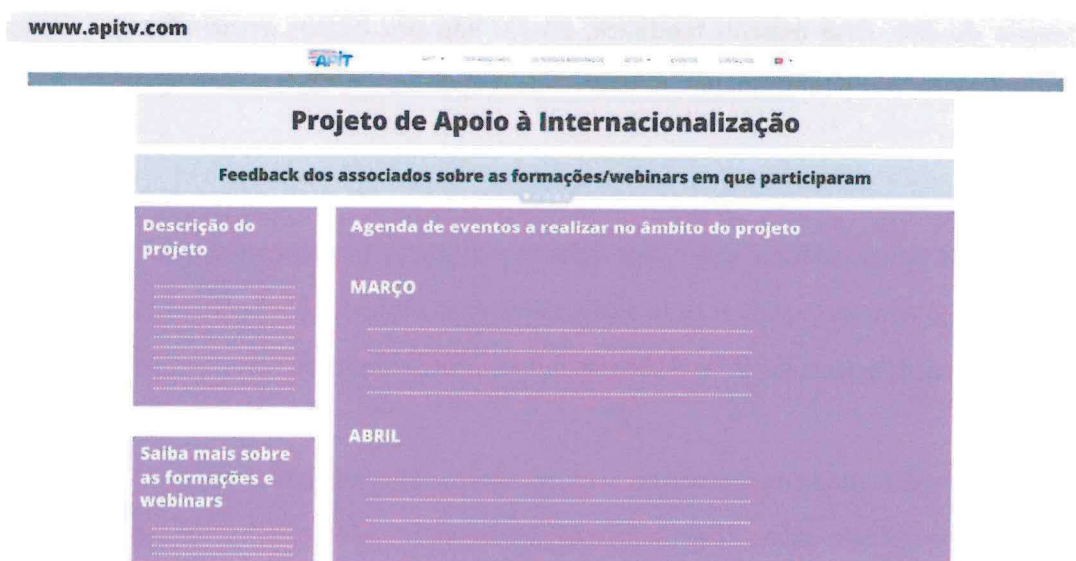 www.apitv.com
APIT
Projeto de Apoio à Internacionalização
Feedback dos associados sobre as formações/webinars em que participaram
Descrição do
projeto
Agenda de eventos a realizar no âmbito do projeto
MARÇO
ABRIL
Saiba mais sobre
as formações e
webinars